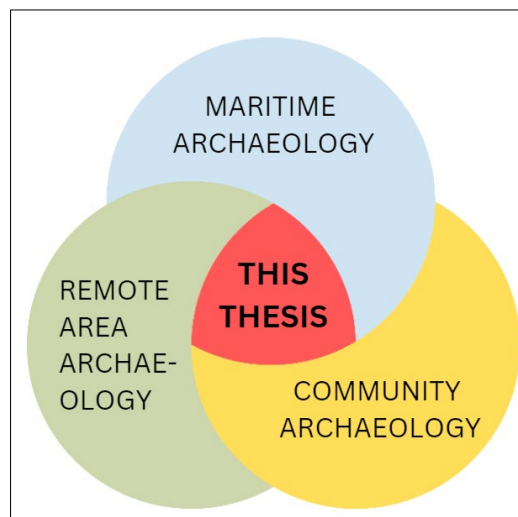 MARITIME
ARCHAEOLOGY
THIS
THESIS
REMOTE
AREA
ARCHAE-
OLOGY
COMMUNITY
ARCHAEOLOGY